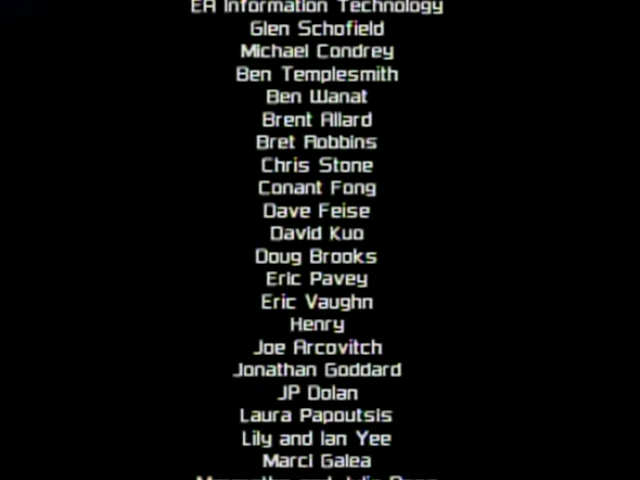 EA Information Technology
Glen Schofield
Michael Condrey
Ben Templesmith
Ben Wanat
Brent Allard
Bret Robbins
Chris Stone
Conant Fong
Dave Feise
David Kuo
Doug Brooks
Eric Pavey
Eric Vaughn
Henry
Joe Arcovitch
Jonathan Goddard
JP Dolan
Laura Papoutsis
Lily and Ian Yee
Marci Galea
and